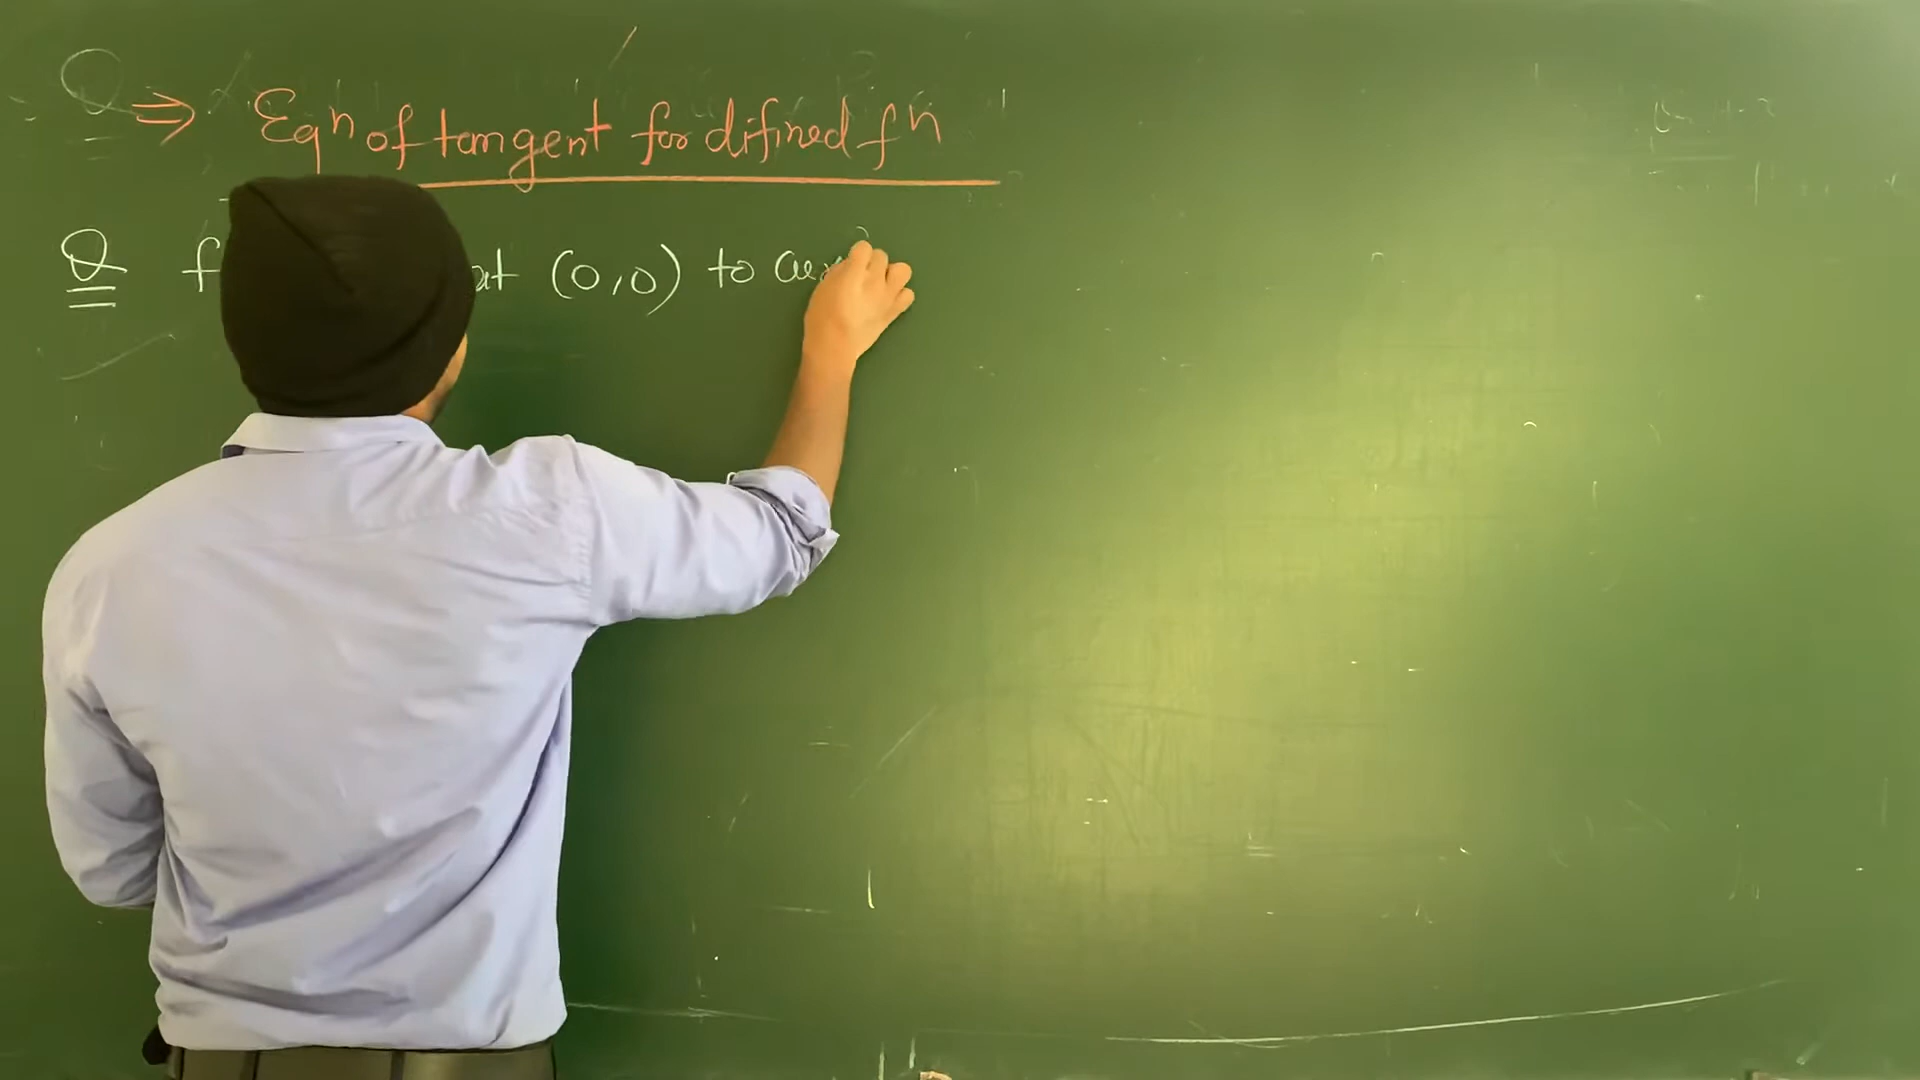 ⇒ Eqⁿ of tangent for difined fⁿ
Q f at (0,0) to